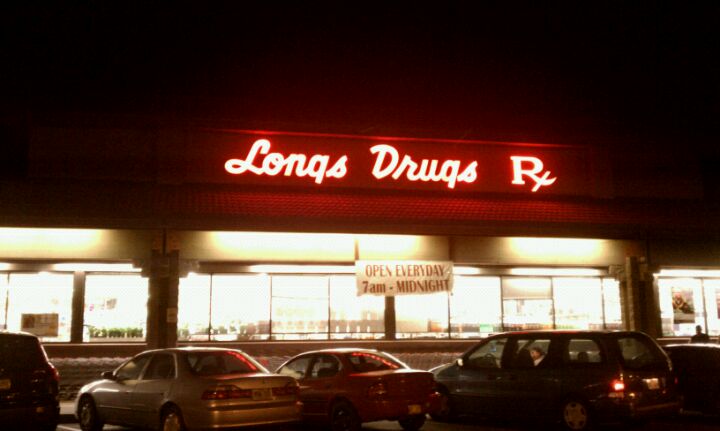 Longs Drugs Rx
OPEN EVERYDAY
7am - MIDNIGHT